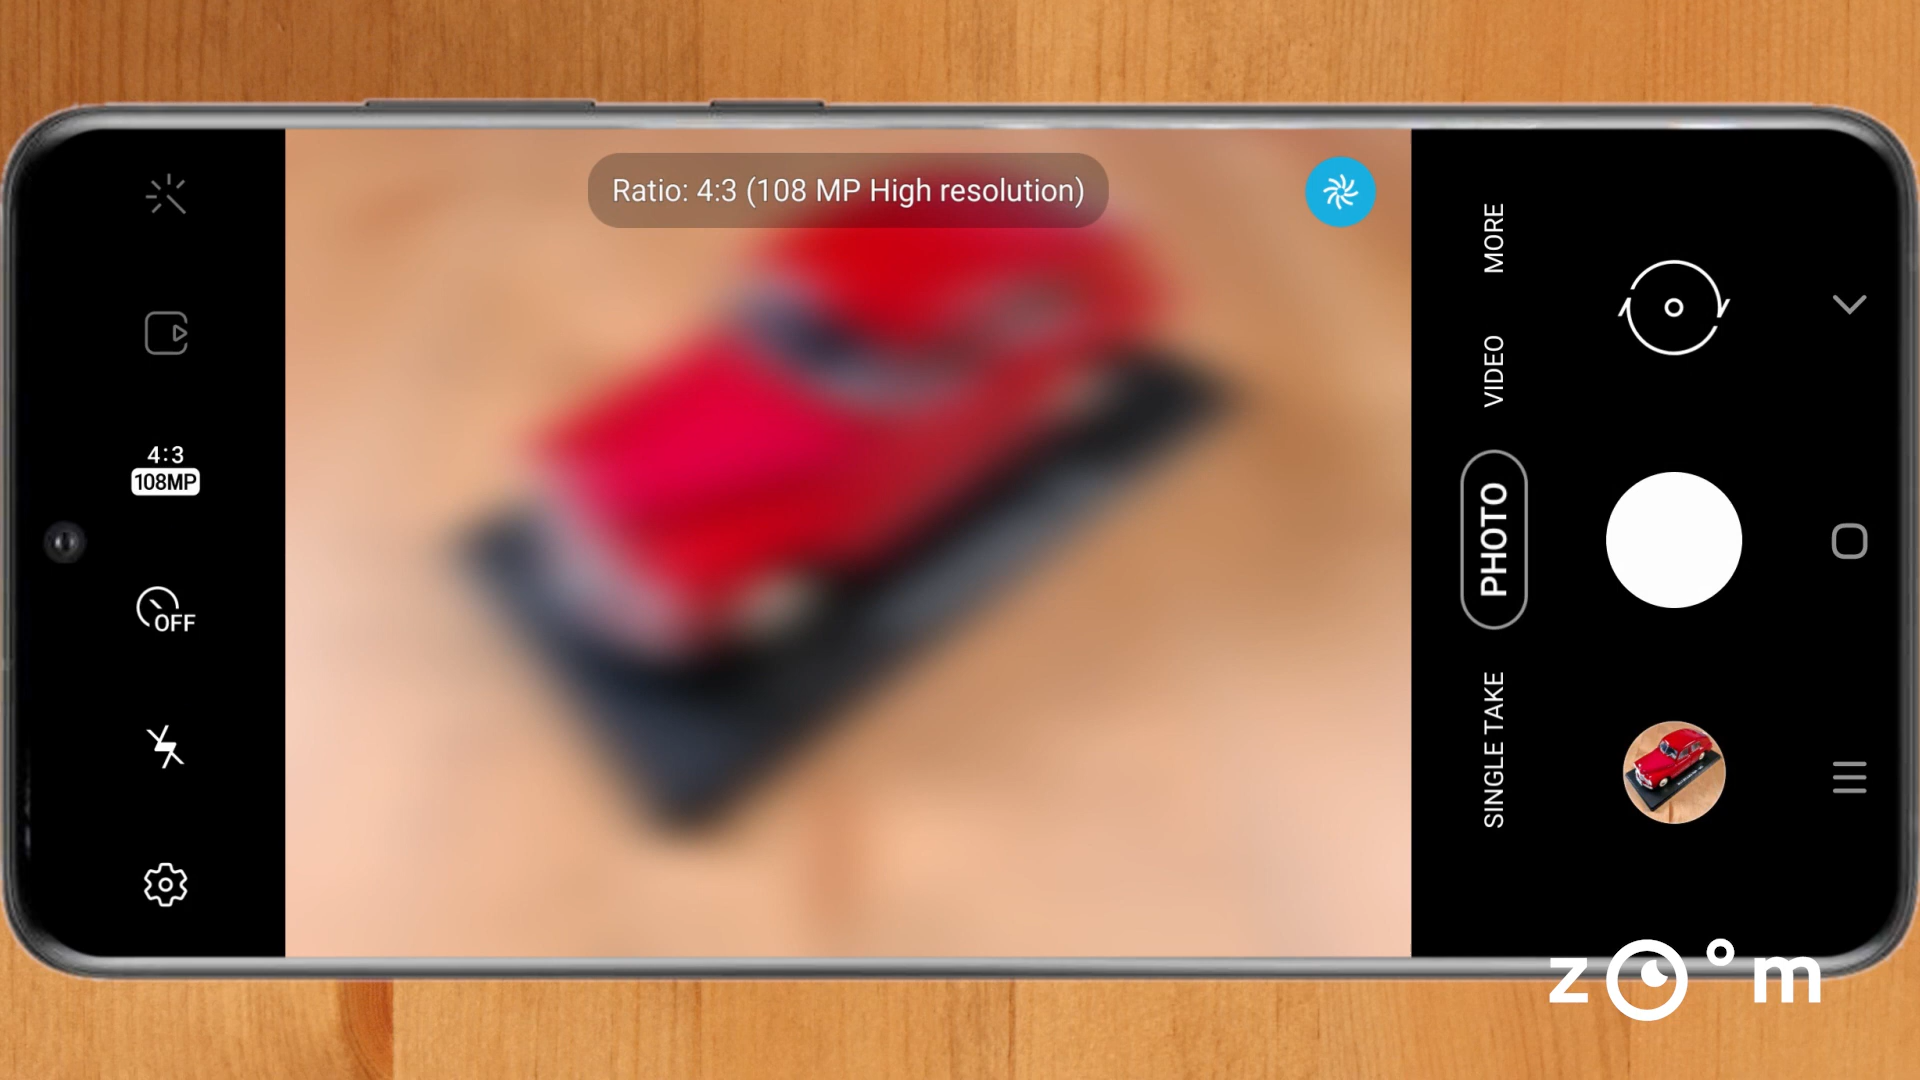 Ratio: 4:3 (108 MP High resolution)
4:3
108MP
OFF
MORE
VIDEO
PHOTO
SINGLE TAKE
zoom